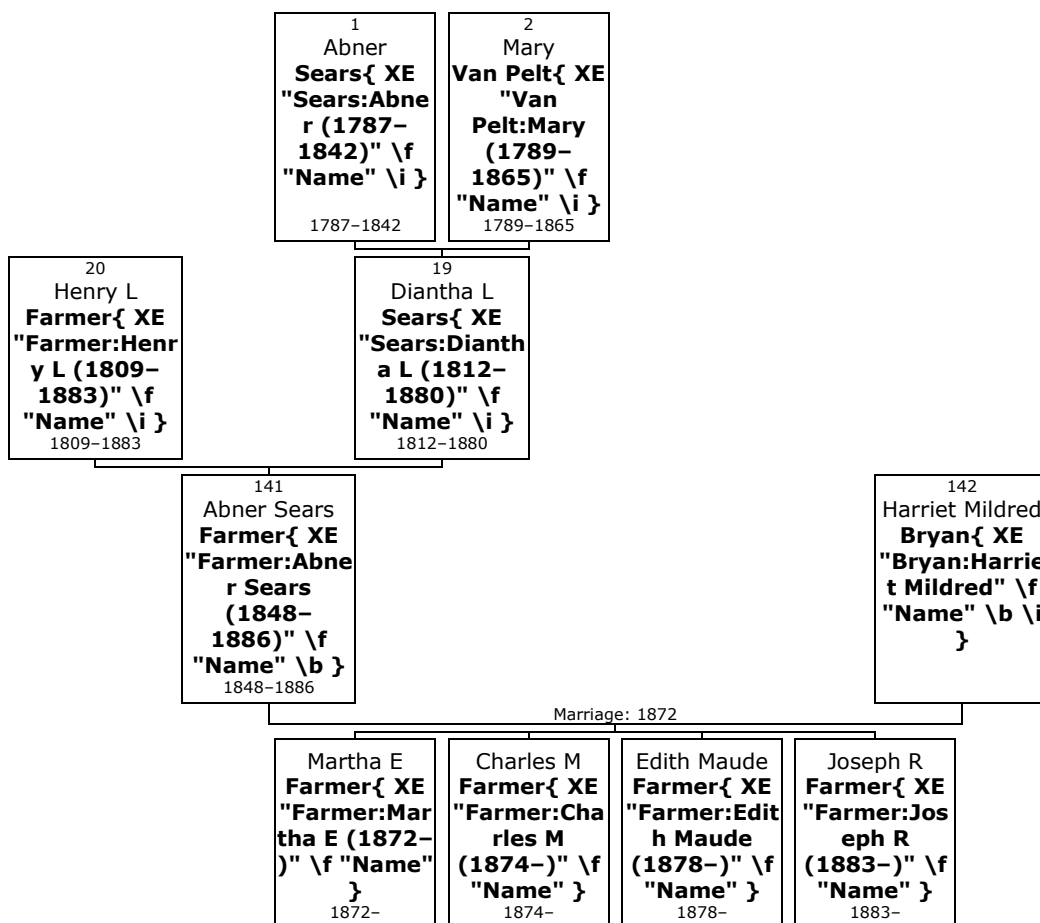 1
Abner
Sears{ XE
"Sears:Abne
r (1787–
1842)" \f
"Name" \i }
1787–1842
2
Mary
Van Pelt{ XE
"Van
Pelt:Mary
(1789–
1865)" \f
"Name" \i }
1789–1865
20
Henry L
Farmer{ XE
"Farmer:Henr
y L (1809–
1883)" \f
"Name" \i }
1809–1883
19
Diantha L
Sears{ XE
"Sears:Dianth
a L (1812–
1880)" \f
"Name" \i }
1812–1880
141
Abner Sears
Farmer{ XE
"Farmer:Abne
r Sears
(1848–
1886)" \f
"Name" \b }
1848–1886
142
Harriet Mildred
Bryan{ XE
"Bryan:Harrie
t Mildred" \f
"Name" \b \i
}
Marriage: 1872
Martha E
Farmer{ XE
"Farmer:Mar
tha E (1872–
)" \f "Name"
}
1872–
Charles M
Farmer{ XE
"Farmer:Cha
rles M
(1874–)" \f
"Name" }
1874–
Edith Maude
Farmer{ XE
"Farmer:Edit
h Maude
(1878–)" \f
"Name" }
1878–
Joseph R
Farmer{ XE
"Farmer:Jos
eph R
(1883–)" \f
"Name" }
1883–